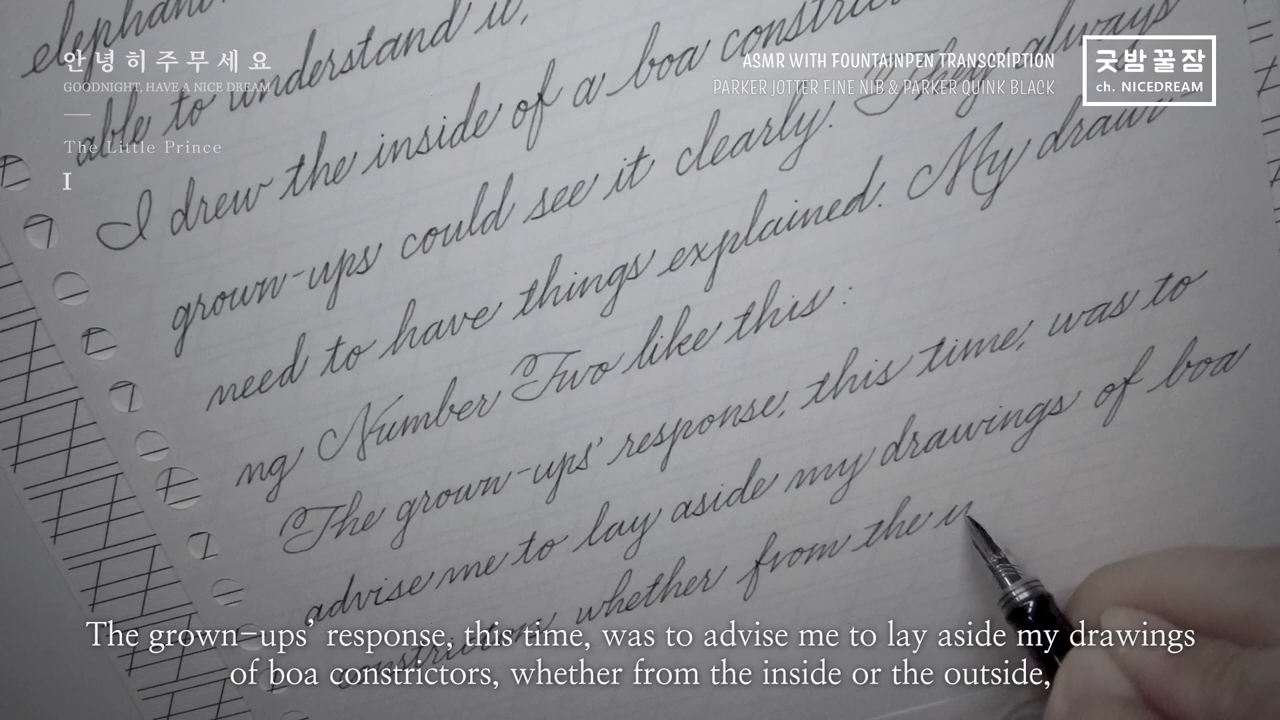 안녕히주무세요
GOODNIGHT, HAVE A NICE DREAM
The Little Prince
I
ASMR WITH FOUNTAINPEN TRANSCRIPTION
PARKER JOTTER FINE NIB & PARKER QUINK BLACK
굿밤꿀잠
ch. NICEDREAM
elephant
able to understand it,
I drew the inside of a boa constric
grown-ups could see it clearly. They always
need to have things explained. My drawi-
ng Number Two like this :
The grown-ups' response, this time, was to
advise me to lay aside my drawings of boa
constrictors, whether from the in
The grown-ups' response, this time, was to advise me to lay aside my drawings
of boa constrictors, whether from the inside or the outside,